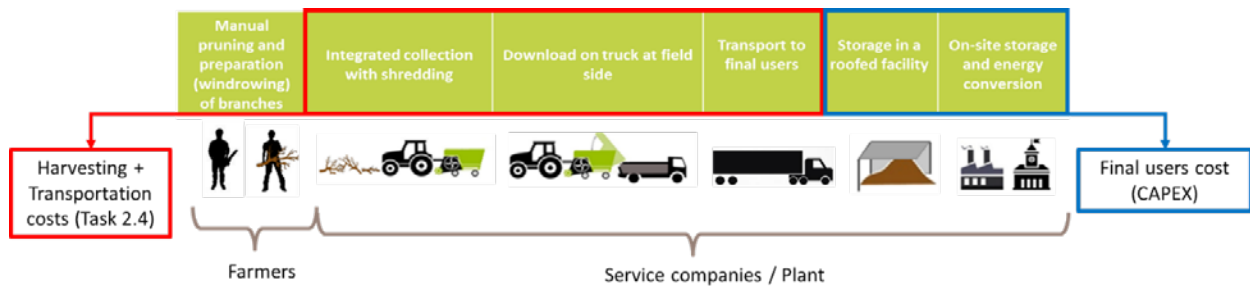 Manual
pruning and
preparation
(windrowing)
of branches
Integrated collection
with shredding
Download on truck at field
side
Transport to
final users
Storage in a
roofed facility
On-site storage
and energy
conversion
Harvesting +
Transportation
costs (Task 2.4)
Final users cost
(CAPEX)
Farmers
Service companies / Plant